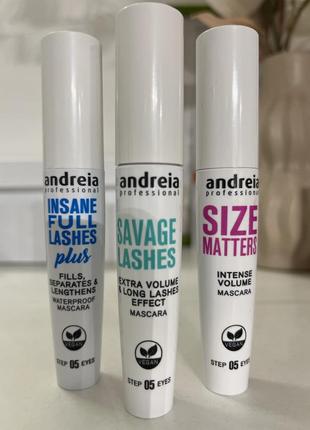 andreia
professional
INSANE
FULL
LASHES
plus
FILLS,
SEPARATES &
LENGTHENS
WATERPROOF
MASCARA
VEGAN
STEP 05 EYES
andreia
professional
SAVAGE
LASHES
EXTRA VOLUME
& LONG LASHES
EFFECT
MASCARA
VEGAN
STEP 05 EYES
andreia
professional
SIZE
MATTERS
INTENSE
VOLUME
MASCARA
VEGAN
STEP 05 EYES